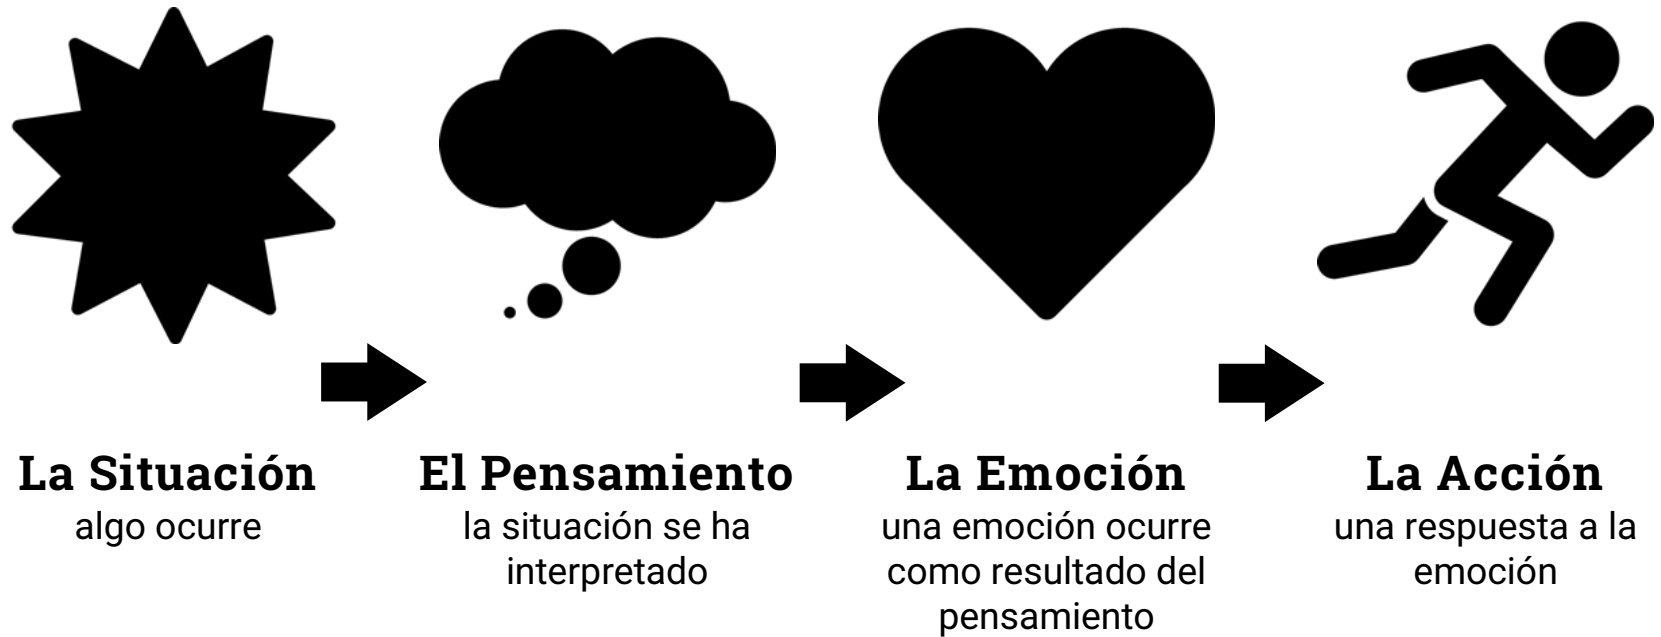 La Situación
algo ocurre
El Pensamiento
la situación se ha
interpretado
La Emoción
una emoción ocurre
como resultado del
pensamiento
La Acción
una respuesta a la
emoción